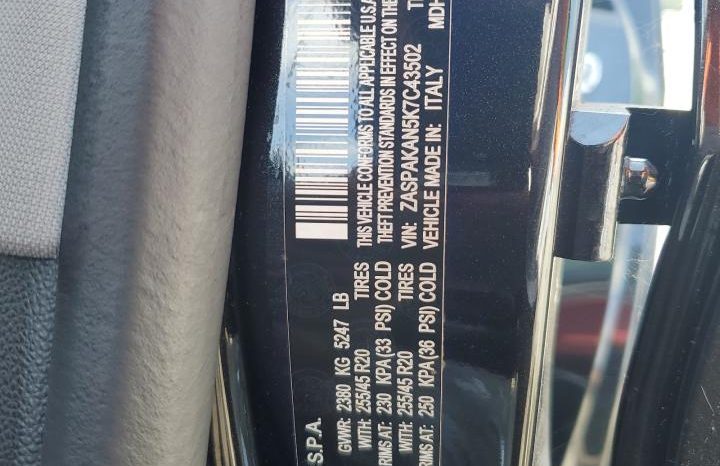 S.P.A.
GVWR: 2380 KG 5247 LB
WITH: 255/45 R20 TIRES
RIMS AT: 230 KPA (33 PSI) COLD
WITH: 255/45 R20 TIRES
RIMS AT: 250 KPA (36 PSI) COLD
THIS VEHICLE CONFORMS TO ALL APPLICABLE U.S.A
THEFT PREVENTION STANDARDS IN EFFECT ON THE
VIN: ZASPAKAN5K7C43502
VEHICLE MADE IN: ITALY
MDH